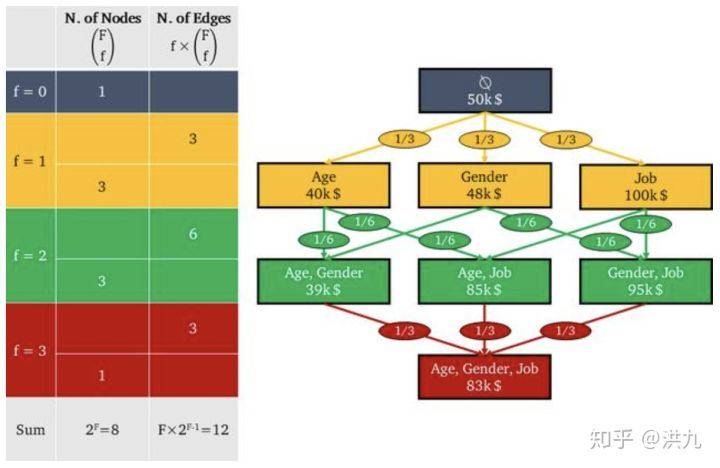 N. of Nodes N. of Edges
(F f) f × (F f)
f = 0 1
3
f = 1
3
6
f = 2
3
3
f = 3
1
Sum 2^F=8 F×2^F-1=12
∅
50k $
1/3 1/3 1/3
Age Gender Job
40k $ 48k $ 100k $
1/6 1/6 1/6
1/6 1/6 1/6
Age, Gender Age, Job Gender, Job
39k $ 85k $ 95k $
1/3 1/3 1/3
Age, Gender, Job
83k $
知乎 @洪九